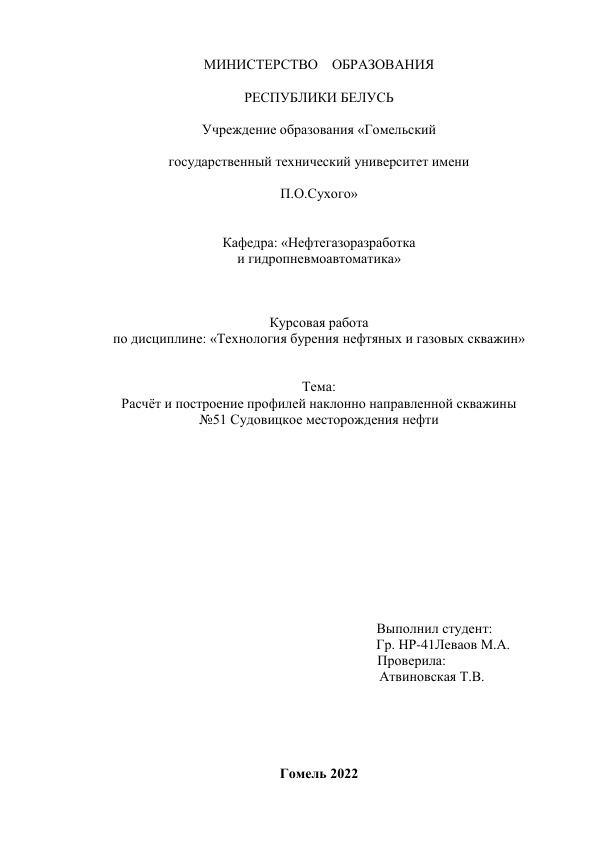 МИНИСТЕРСТВО ОБРАЗОВАНИЯ
РЕСПУБЛИКИ БЕЛУСЬ
Учреждение образования «Гомельский
государственный технический университет имени
П.О.Сухого»
Кафедра: «Нефтегазоразработка
и гидропневмоавтоматика»
Курсовая работа
по дисциплине: «Технология бурения нефтяных и газовых скважин»
Тема:
Расчёт и построение профилей наклонно направленной скважины
№51 Судовицкое месторождения нефти
Выполнил студент:
Гр. НР-41Леваов М.А.
Проверила:
Атвиновская Т.В.
Гомель 2022